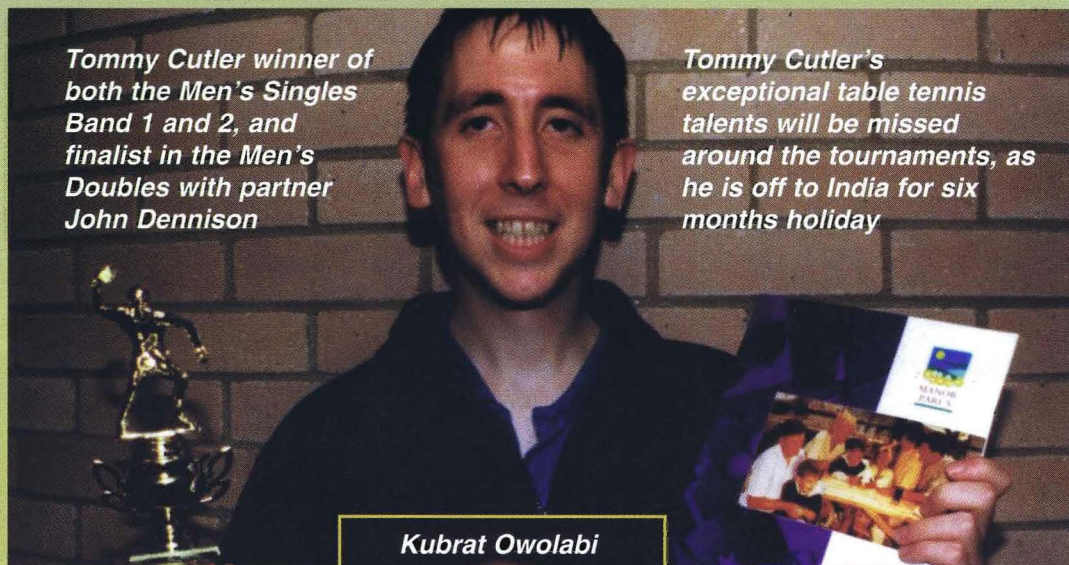 Tommy Cutler winner of
both the Men's Singles
Band 1 and 2, and
finalist in the Men's
Doubles with partner
John Dennison
Tommy Cutler's
exceptional table tennis
talents will be missed
around the tournaments, as
he is off to India for six
months holiday
MANOR
PARCS
Kubrat Owolabi